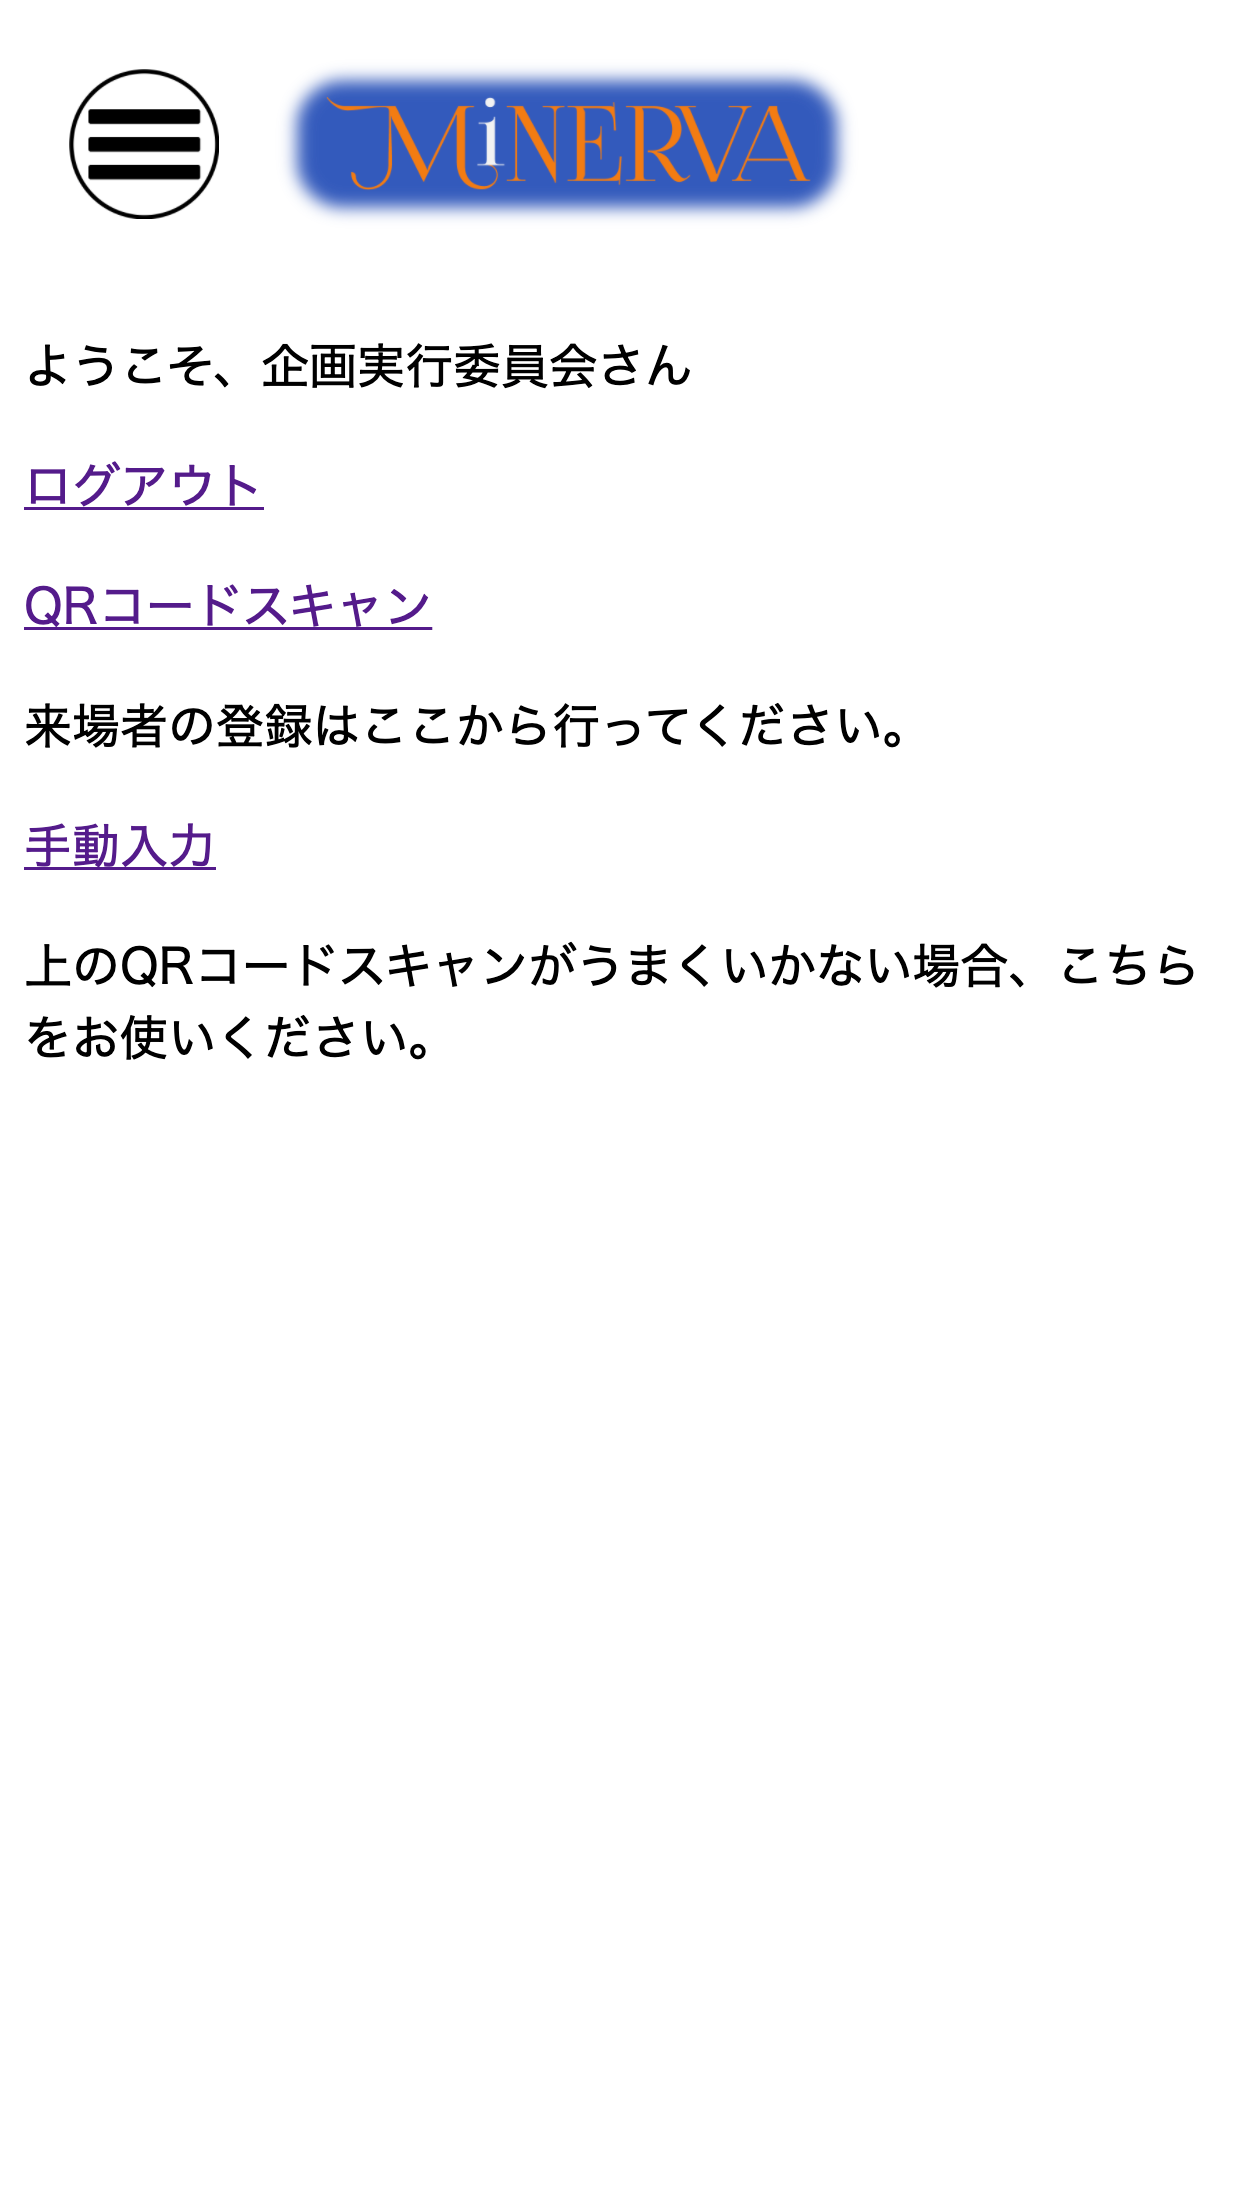 MiNERVA
ようこそ、企画実行委員会さん
ログアウト
QRコードスキャン
来場者の登録はここから行ってください。
手動入力
上のQRコードスキャンがうまくいかない場合、こちら
をお使いください。